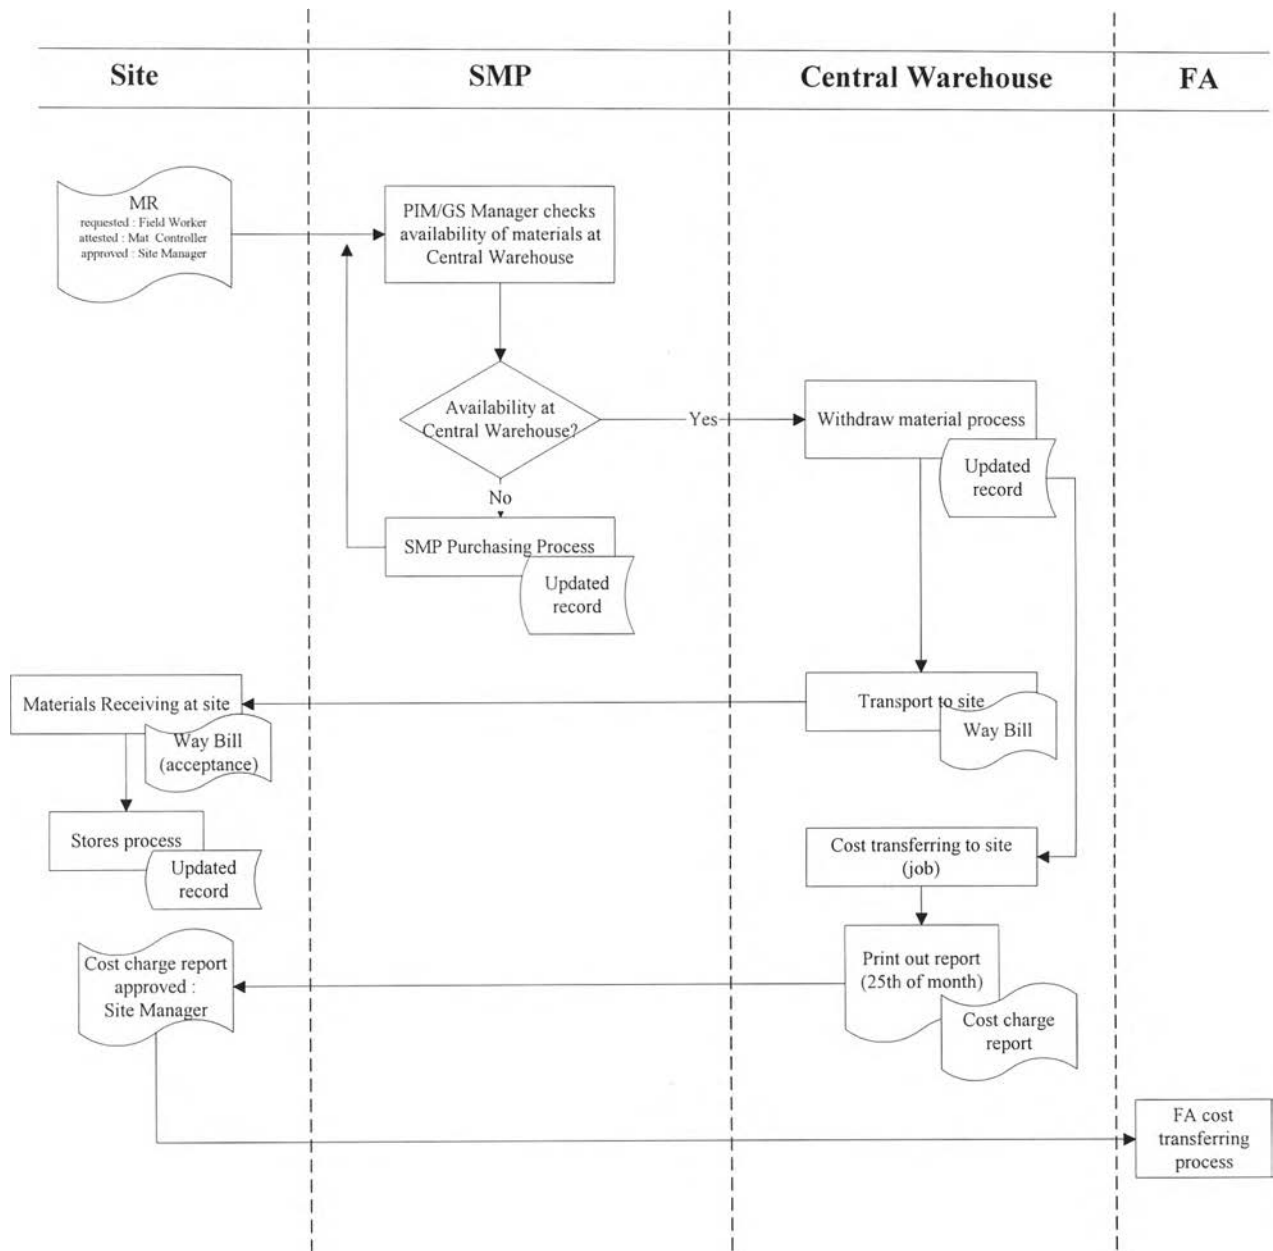 Site
SMP
Central Warehouse
FA
MR
requested : Field Worker
attested : Mat Controller
approved : Site Manager
PIM/GS Manager checks
availability of materials at
Central Warehouse
Availability at
Central Warehouse?
Yes
Withdraw material process
Updated
record
No
SMP Purchasing Process
Updated
record
Materials Receiving at site
Way Bill
(acceptance)
Transport to site
Way Bill
Stores process
Updated
record
Cost transferring to site
(job)
Cost charge report
approved :
Site Manager
Print out report
(25th of month)
Cost charge
report
FA cost
transferring
process